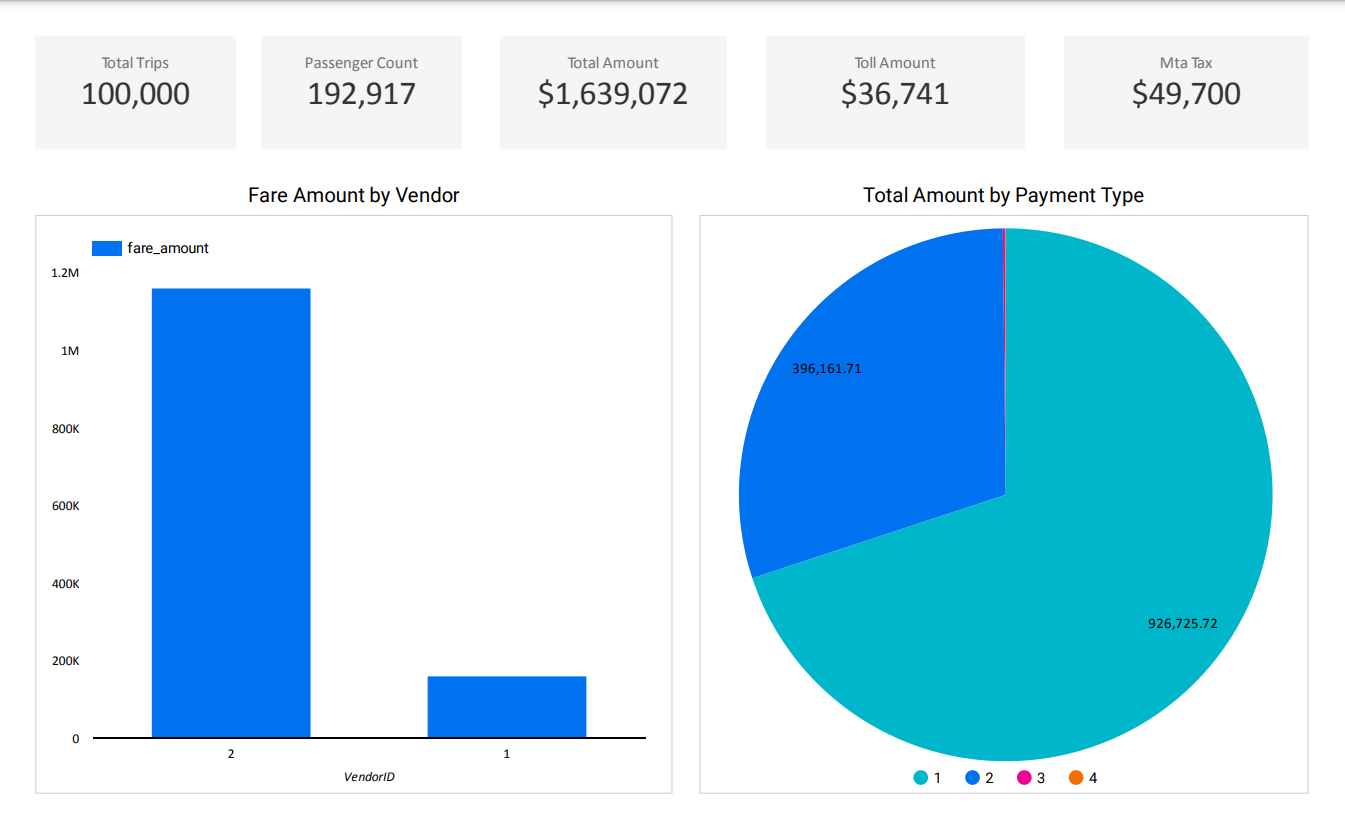 Total Trips
100,000
Passenger Count
192,917
Total Amount
$1,639,072
Toll Amount
$36,741
Mta Tax
$49,700
Fare Amount by Vendor
fare_amount
1.2M
1M
800K
600K
400K
200K
0
2
1
VendorID
Total Amount by Payment Type
396,161.71
926,725.72
1 2 3 4